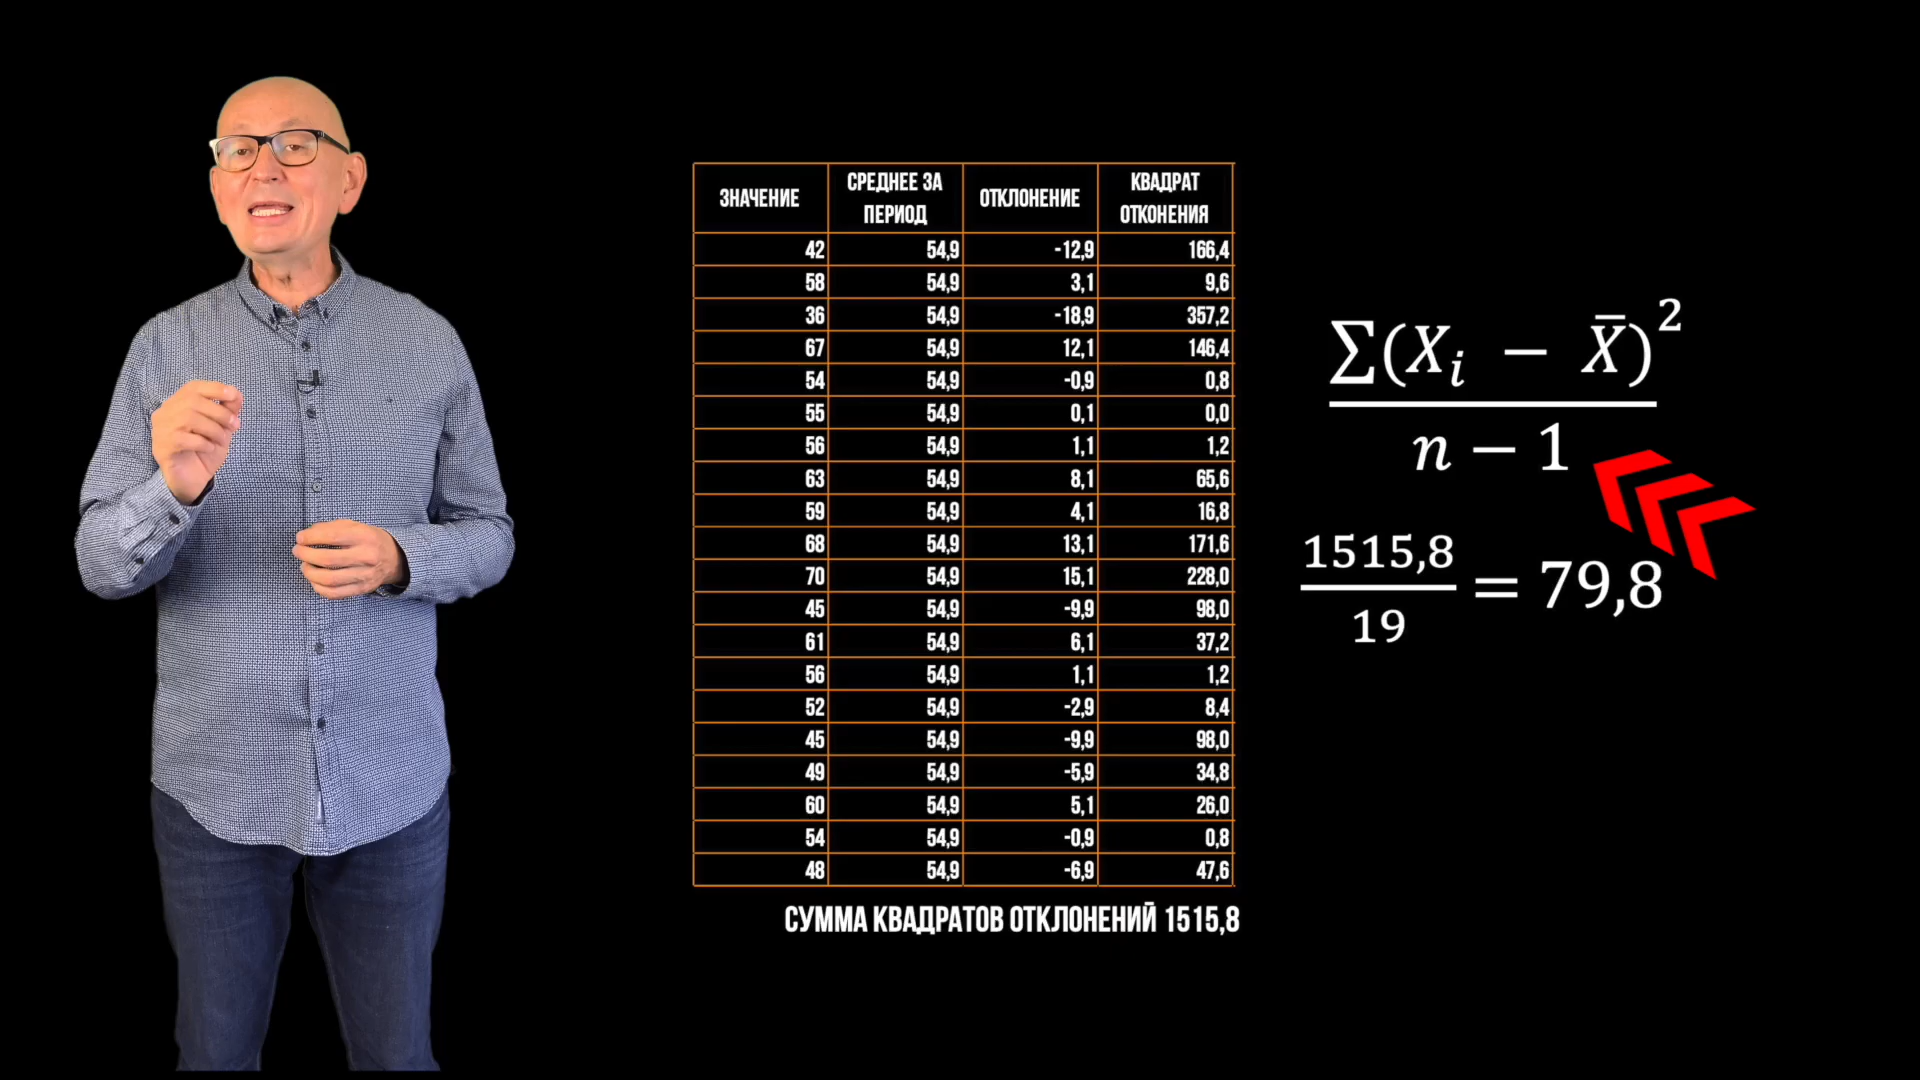 ЗНАЧЕНИЕ СРЕДНЕЕ ЗА ПЕРИОД ОТКЛОНЕНИЕ КВАДРАТ ОТКОНЕНИЯ
42 54,9 -12,9 166,4
58 54,9 3,1 9,6
36 54,9 -18,9 357,2
67 54,9 12,1 146,4
54 54,9 -0,9 0,8
55 54,9 0,1 0,0
56 54,9 1,1 1,2
63 54,9 8,1 65,6
59 54,9 4,1 16,8
68 54,9 13,1 171,6
70 54,9 15,1 228,0
45 54,9 -9,9 98,0
61 54,9 6,1 37,2
56 54,9 1,1 1,2
52 54,9 -2,9 8,4
45 54,9 -9,9 98,0
49 54,9 -5,9 34,8
60 54,9 5,1 26,0
54 54,9 -0,9 0,8
48 54,9 -6,9 47,6
СУММА КВАДРАТОВ ОТКЛОНЕНИЙ 1515,8
∑(Xᵢ − X̄)²
n − 1
1515,8
19
= 79,8